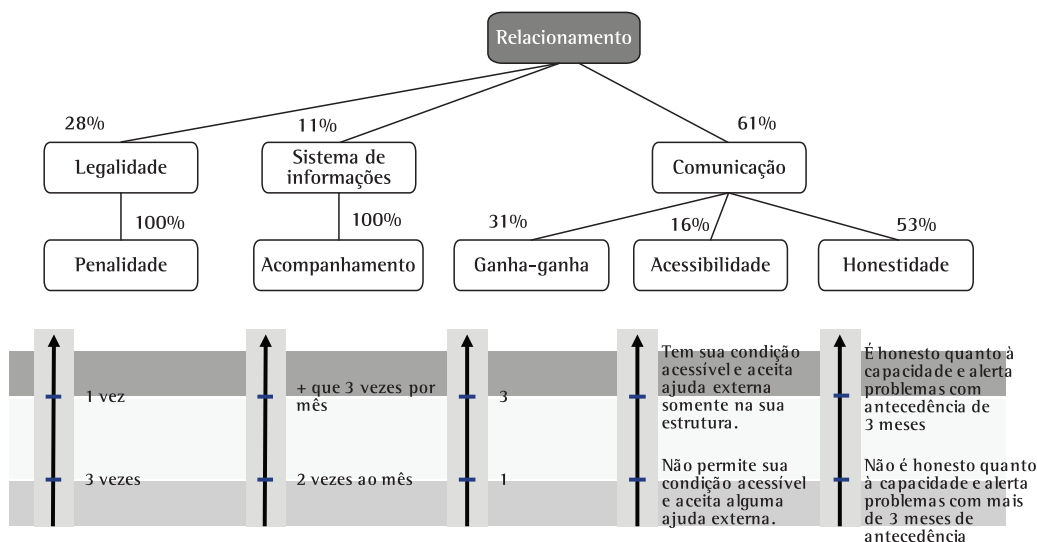 Relacionamento
28%
11%
61%
Legalidade
Sistema de
informações
Comunicação
100%
100%
31%
16%
53%
Penalidade
Acompanhamento
Ganha-ganha
Acessibilidade
Honestidade
1 vez
3 vezes
+ que 3 vezes por
mês
2 vezes ao mês
3
1
Tem sua condição
acessível e aceita
ajuda externa
somente na sua
estrutura.
Não permite sua
condição acessível
e aceita alguma
ajuda externa.
É honesto quanto à
capacidade e alerta
problemas com
antecedência de
3 meses
Não é honesto quanto
à capacidade e alerta
problemas com mais
de 3 meses de
antecedência